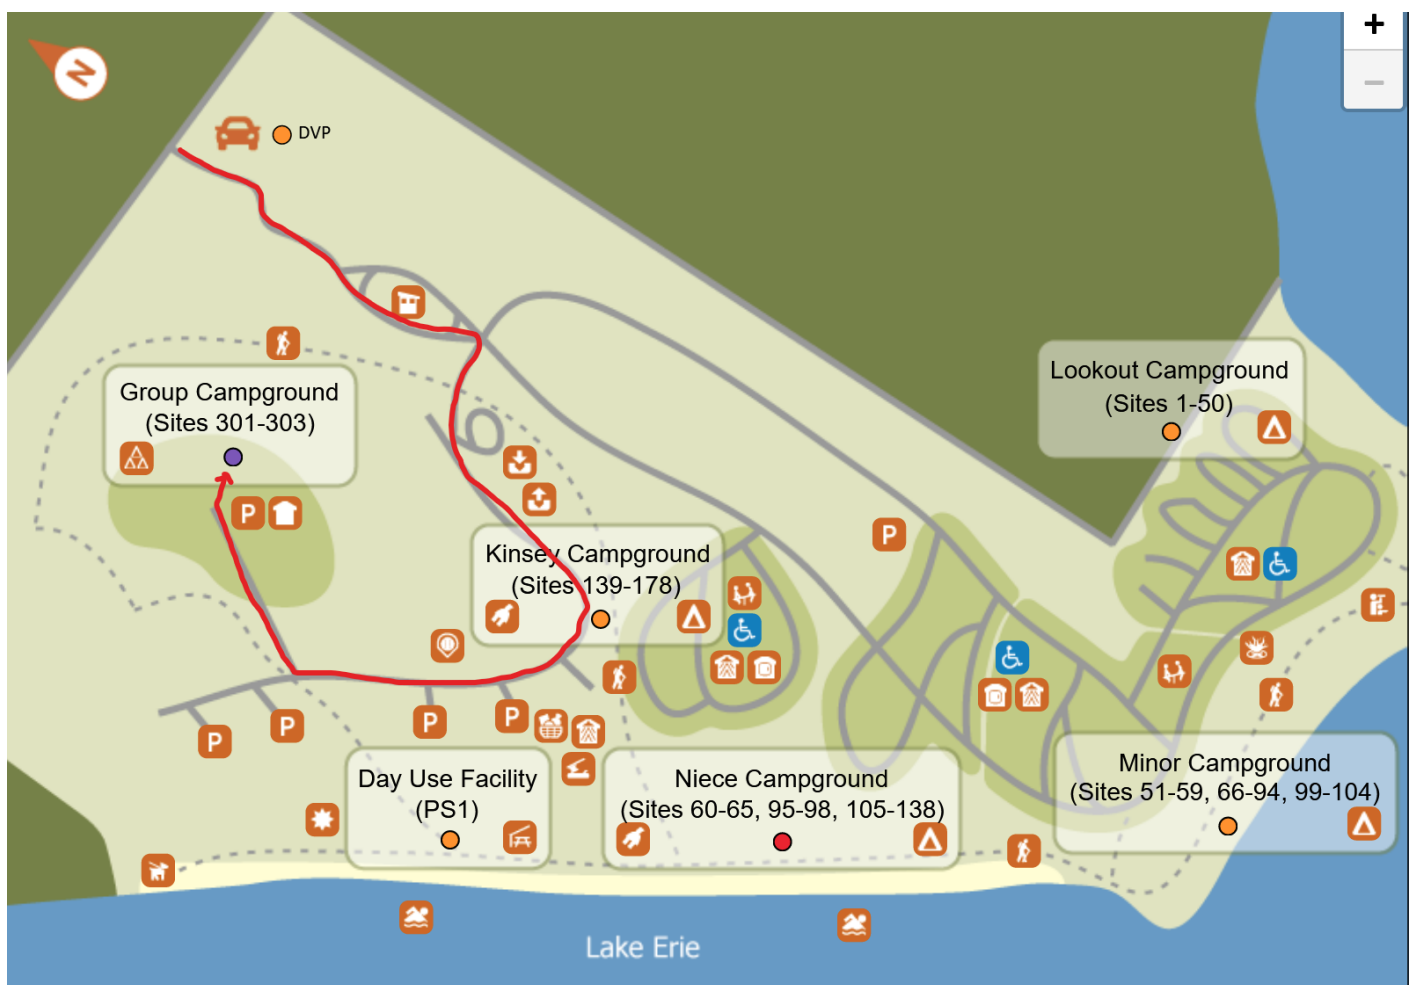 +
−
N
DVP
Group Campground
(Sites 301-303)
Lookout Campground
(Sites 1-50)
P
P
Kinsey Campground
(Sites 139-178)
P
P
P
P
Day Use Facility
(PS1)
Niece Campground
(Sites 60-65, 95-98, 105-138)
Minor Campground
(Sites 51-59, 66-94, 99-104)
Lake Erie